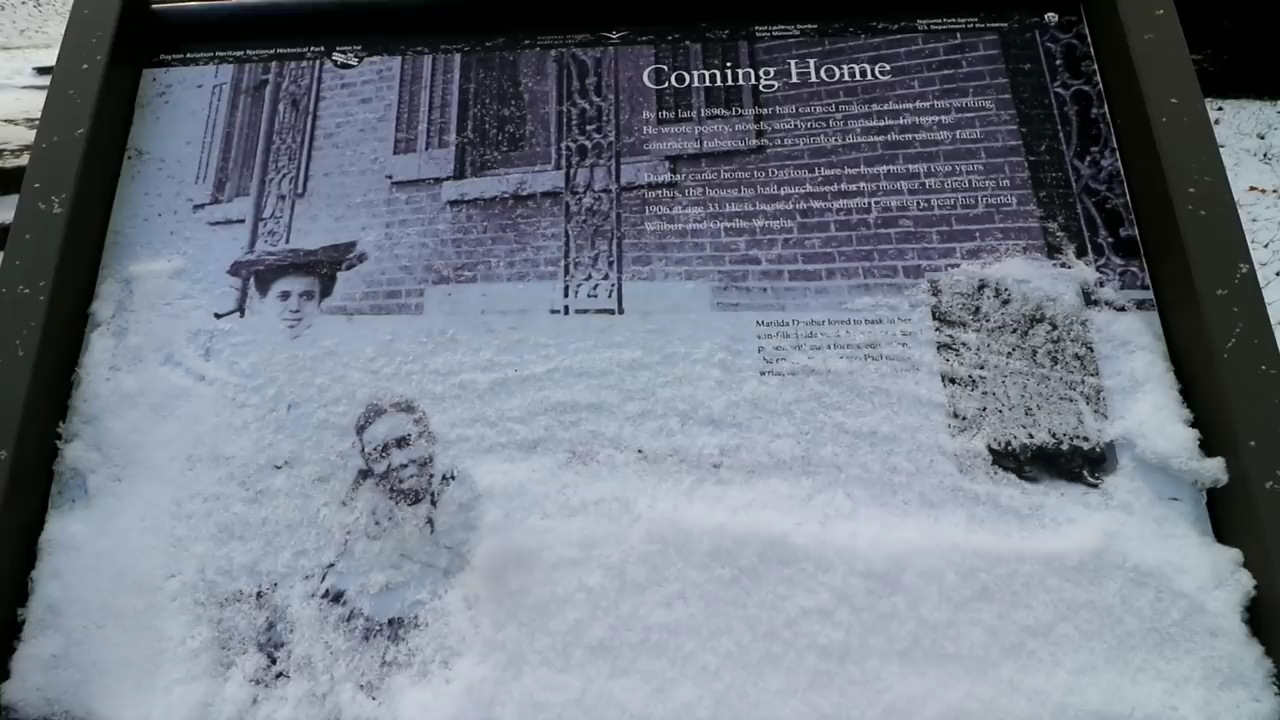 Dayton Aviation Heritage National Historical Park
Paul Laurence Dunbar
State Memorial
National Park Service
U.S. Department of the Interior
Coming Home
By the late 1890s Dunbar had earned major acclaim for his writing.
He wrote poetry, novels, and lyrics for musicals. In 1899 he
contracted tuberculosis, a respiratory disease then usually fatal.
Dunbar came home to Dayton. Here he lived his last two years
in this, the house he had purchased for his mother. He died here in
1906 at age 33. He is buried in Woodland Cemetery, near his friends
Wilbur and Orville Wright.
Matilda Dunbar loved to bask in her
sun-filled side